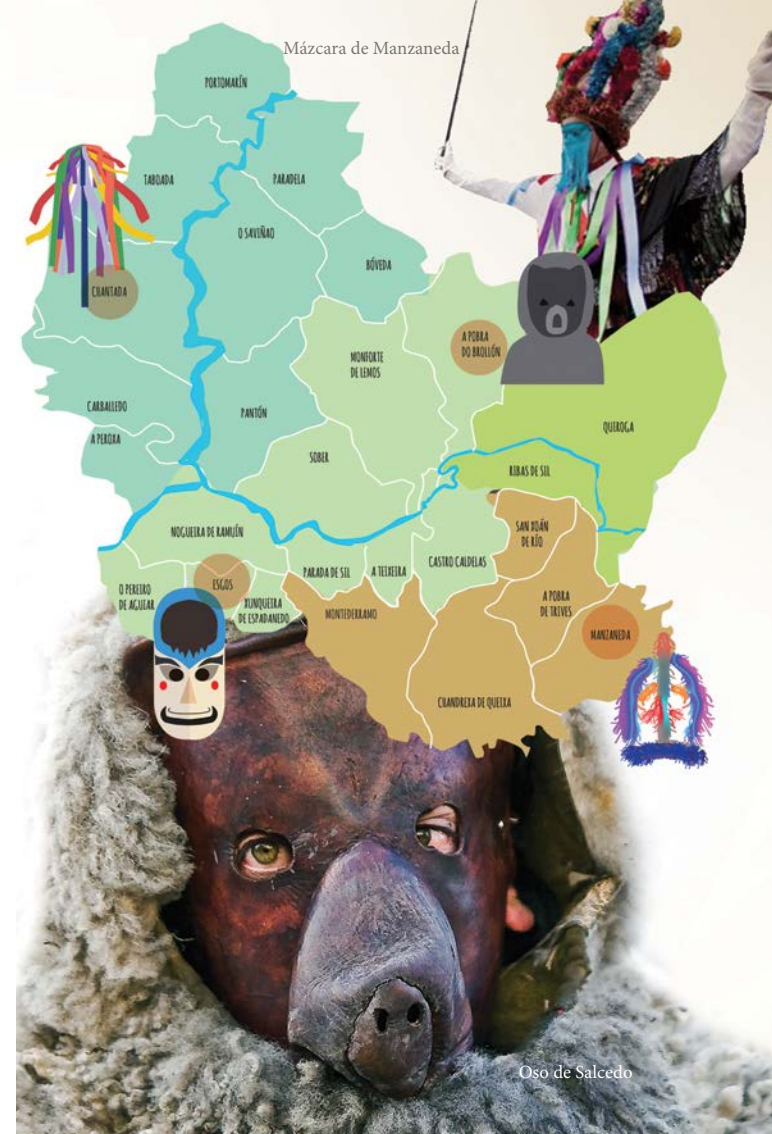 Mázcara de Manzaneda
PORTOMARÍN
TABOADA
PARADELA
O SAVIÑAO
BÓVEDA
CHANTADA
A POBRA
DO BROLLÓN
MONFORTE
DE LEMOS
CARBALLEDO
PANTÓN
QUIROGA
A PEROXA
SOBER
RIBAS DE SIL
NOGUEIRA DE RAMUÍN
SAN XOÁN
DE RÍO
CASTRO CALDELAS
PARADA DE SIL
A TEIXEIRA
O PEREIRO
DE AGUIAR
ESGOS
XUNQUEIRA
DE ESPADANEDO
A POBRA
DE TRIVES
MONTEDERRAMO
MANZANEDA
CHANDREXA DE QUEIXA
Oso de Salcedo